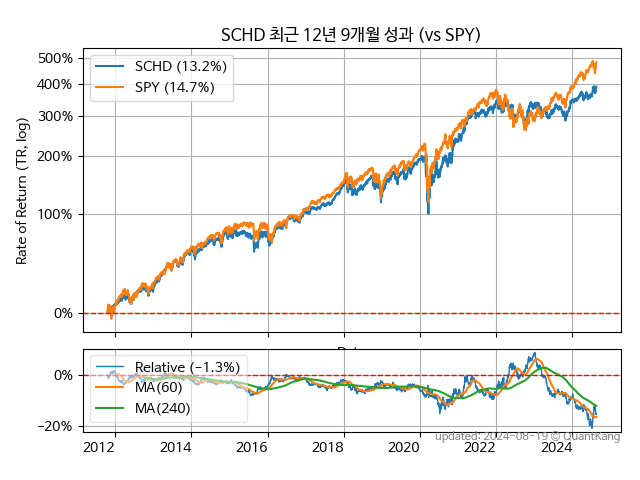 SCHD 최근 12년 9개월 성과 (vs SPY)
Rate of Return (TR, log)
500%
400%
300%
200%
100%
0%
SCHD (13.2%)
SPY (14.7%)
0%
−20%
Relative (−1.3%)
MA(60)
MA(240)
2012 2014 2016 2018 2020 2022 2024
updated: 2024-08-19 © QuantKang